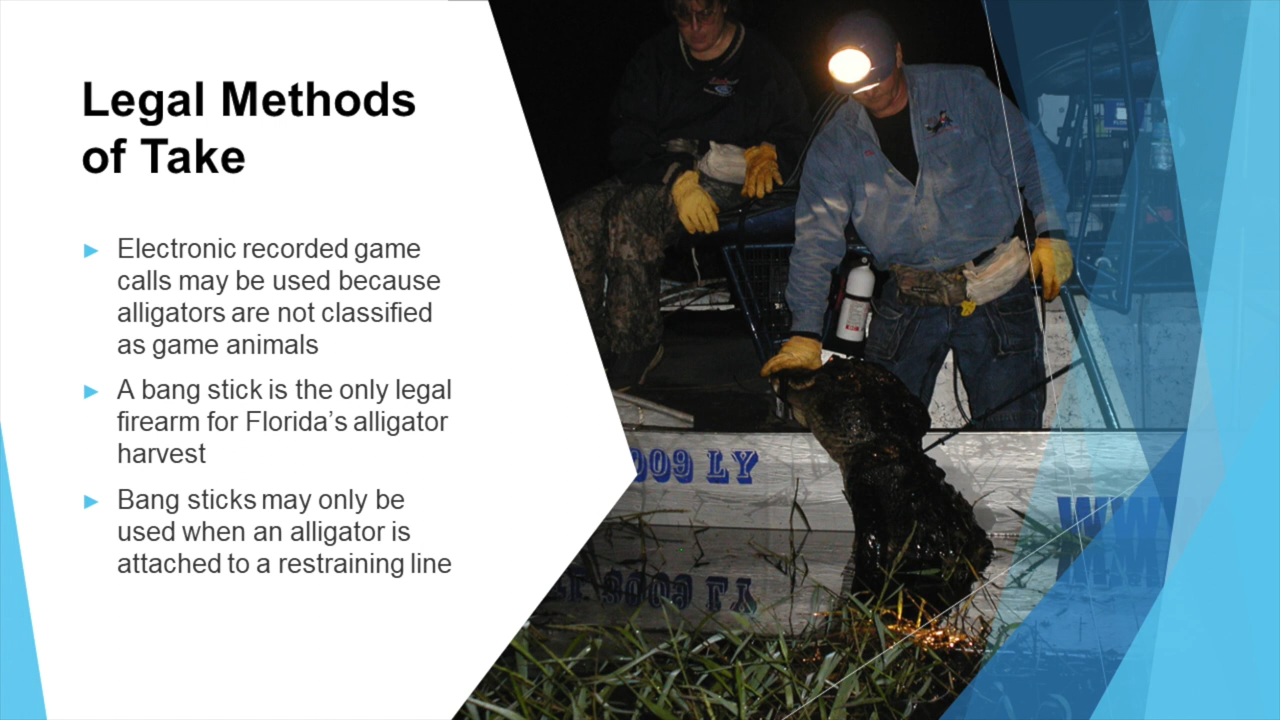 Legal Methods
of Take
Electronic recorded game
calls may be used because
alligators are not classified
as game animals
A bang stick is the only legal
firearm for Florida’s alligator
harvest
Bang sticks may only be
used when an alligator is
attached to a restraining line
009 LY